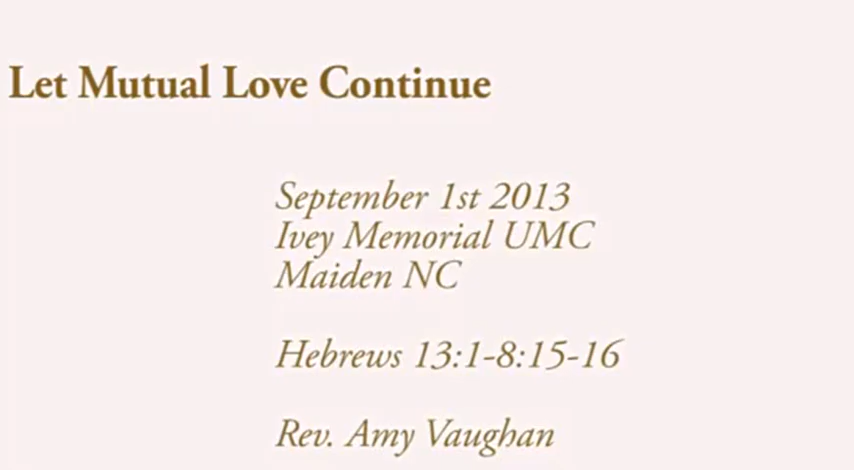 Let Mutual Love Continue
September 1st 2013
Ivey Memorial UMC
Maiden NC
Hebrews 13:1-8:15-16
Rev. Amy Vaughan